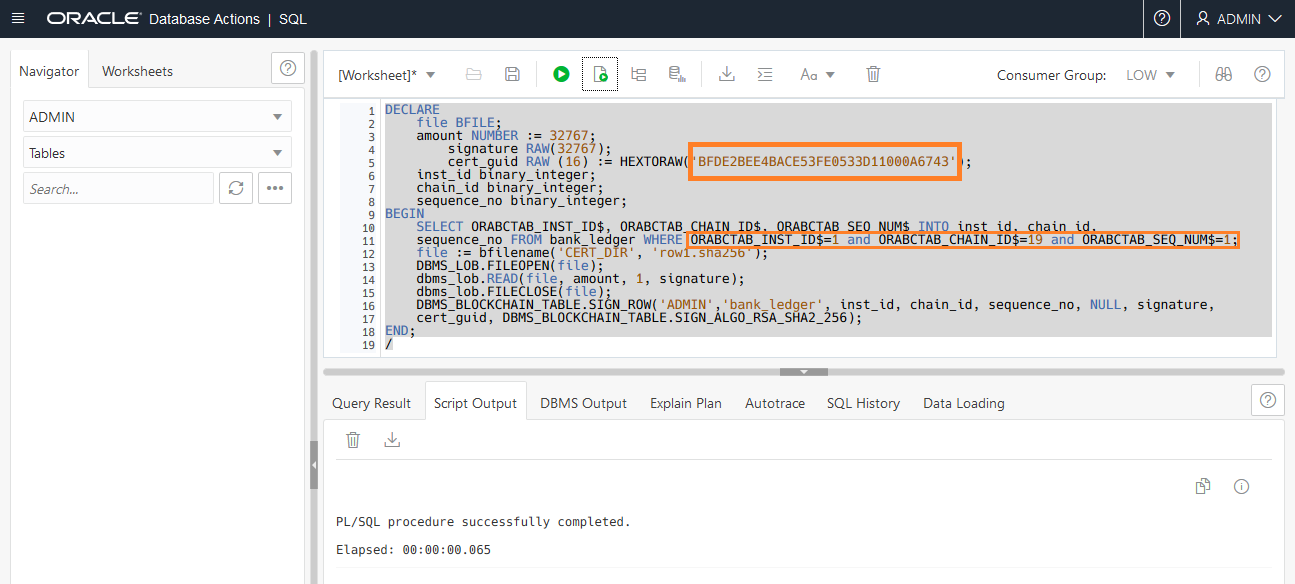 ORACLE Database Actions | SQL
ADMIN
Navigator
Worksheets
ADMIN
Tables
Search...
[Worksheet]*
Aa
Consumer Group:
LOW
1 DECLARE
2 file BFILE;
3 amount NUMBER := 32767;
4 signature RAW(32767);
5 cert_guid RAW (16) := HEXTORAW('BFDE2BEE4BACE53FE0533D11000A6743');
6 inst_id binary_integer;
7 chain_id binary_integer;
8 sequence_no binary_integer;
9 BEGIN
10 SELECT ORABCTAB_INST_ID$, ORABCTAB_CHAIN_ID$, ORABCTAB_SEQ_NUM$ INTO inst_id, chain_id,
11 sequence_no FROM bank_ledger WHERE ORABCTAB_INST_ID$=1 and ORABCTAB_CHAIN_ID$=19 and ORABCTAB_SEQ_NUM$=1;
12 file := bfilename('CERT_DIR', 'row1.sha256');
13 DBMS_LOB.FILEOPEN(file);
14 dbms_lob.READ(file, amount, 1, signature);
15 dbms_lob.FILECLOSE(file);
16 DBMS_BLOCKCHAIN_TABLE.SIGN_ROW('ADMIN','bank_ledger', inst_id, chain_id, sequence_no, NULL, signature,
17 cert_guid, DBMS_BLOCKCHAIN_TABLE.SIGN_ALGO_RSA_SHA2_256);
18 END;
19 /
Query Result
Script Output
DBMS Output
Explain Plan
Autotrace
SQL History
Data Loading
PL/SQL procedure successfully completed.
Elapsed: 00:00:00.065